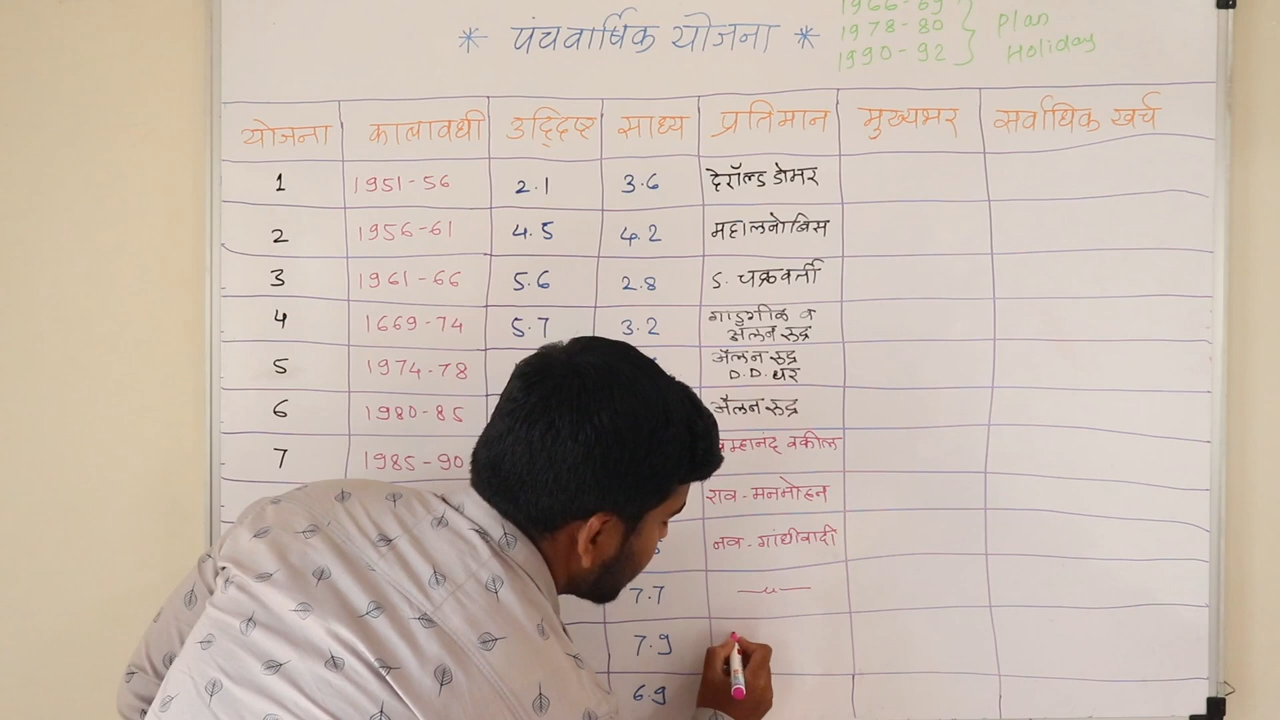 1966-69
* पंचवार्षिक योजना *
1978-80 Plan
1990-92 Holiday
योजना कालावधी उद्दिष्ट साध्य प्रतिमान मुख्यभर सर्वाधिक खर्च
1 1951-56 2.1 3.6 हेरॉल्ड डोमर
2 1956-61 4.5 4.2 महालनोबिस
3 1961-66 5.6 2.8 S. चक्रवर्ती
4 1669-74 5.7 3.2 गाडगीळ व
ॲलन रुद्र
5 1974-78 ॲलन रुद्र
D.D. धर
6 1980-85 ॲलन रुद्र
7 1985-90 वकील
राव - मनमोहन
नव - गांधीवादी
7.7 —"—
7.9
6.9